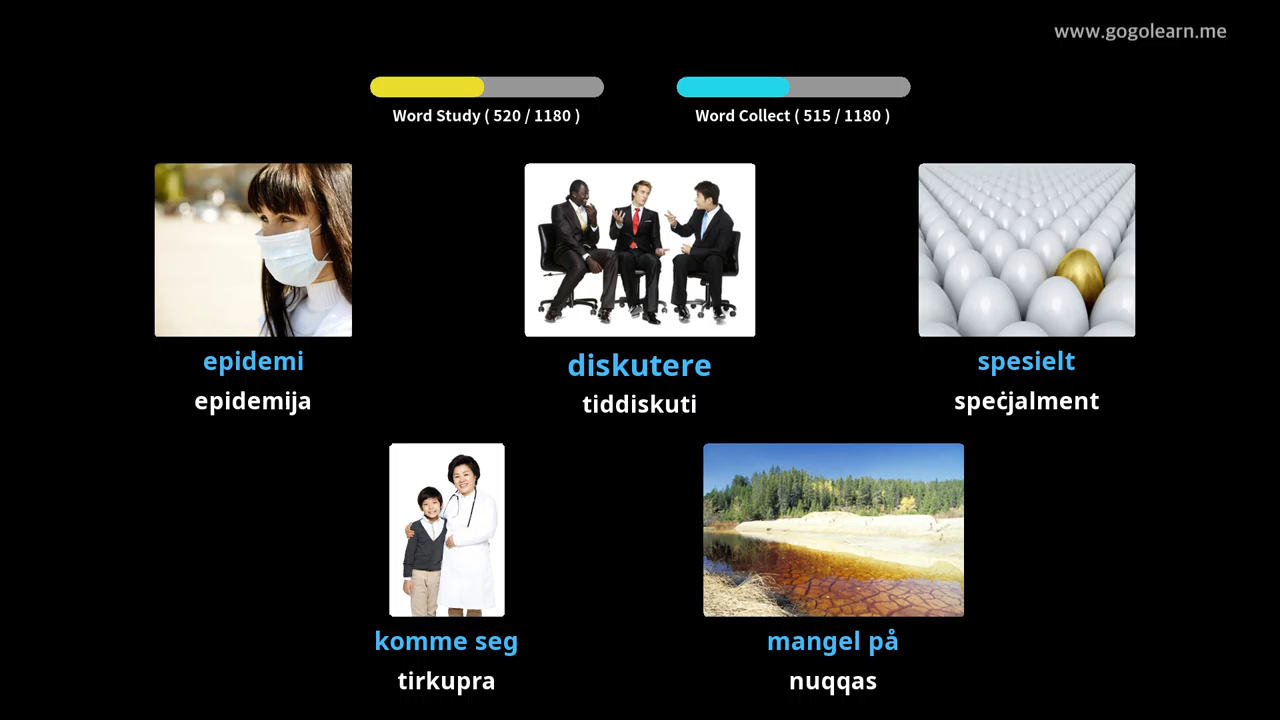 www.gogolearn.me
Word Study ( 520 / 1180 )
Word Collect ( 515 / 1180 )
epidemi
epidemija
diskutere
tiddiskuti
spesielt
speċjalment
komme seg
tirkupra
mangel på
nuqqas